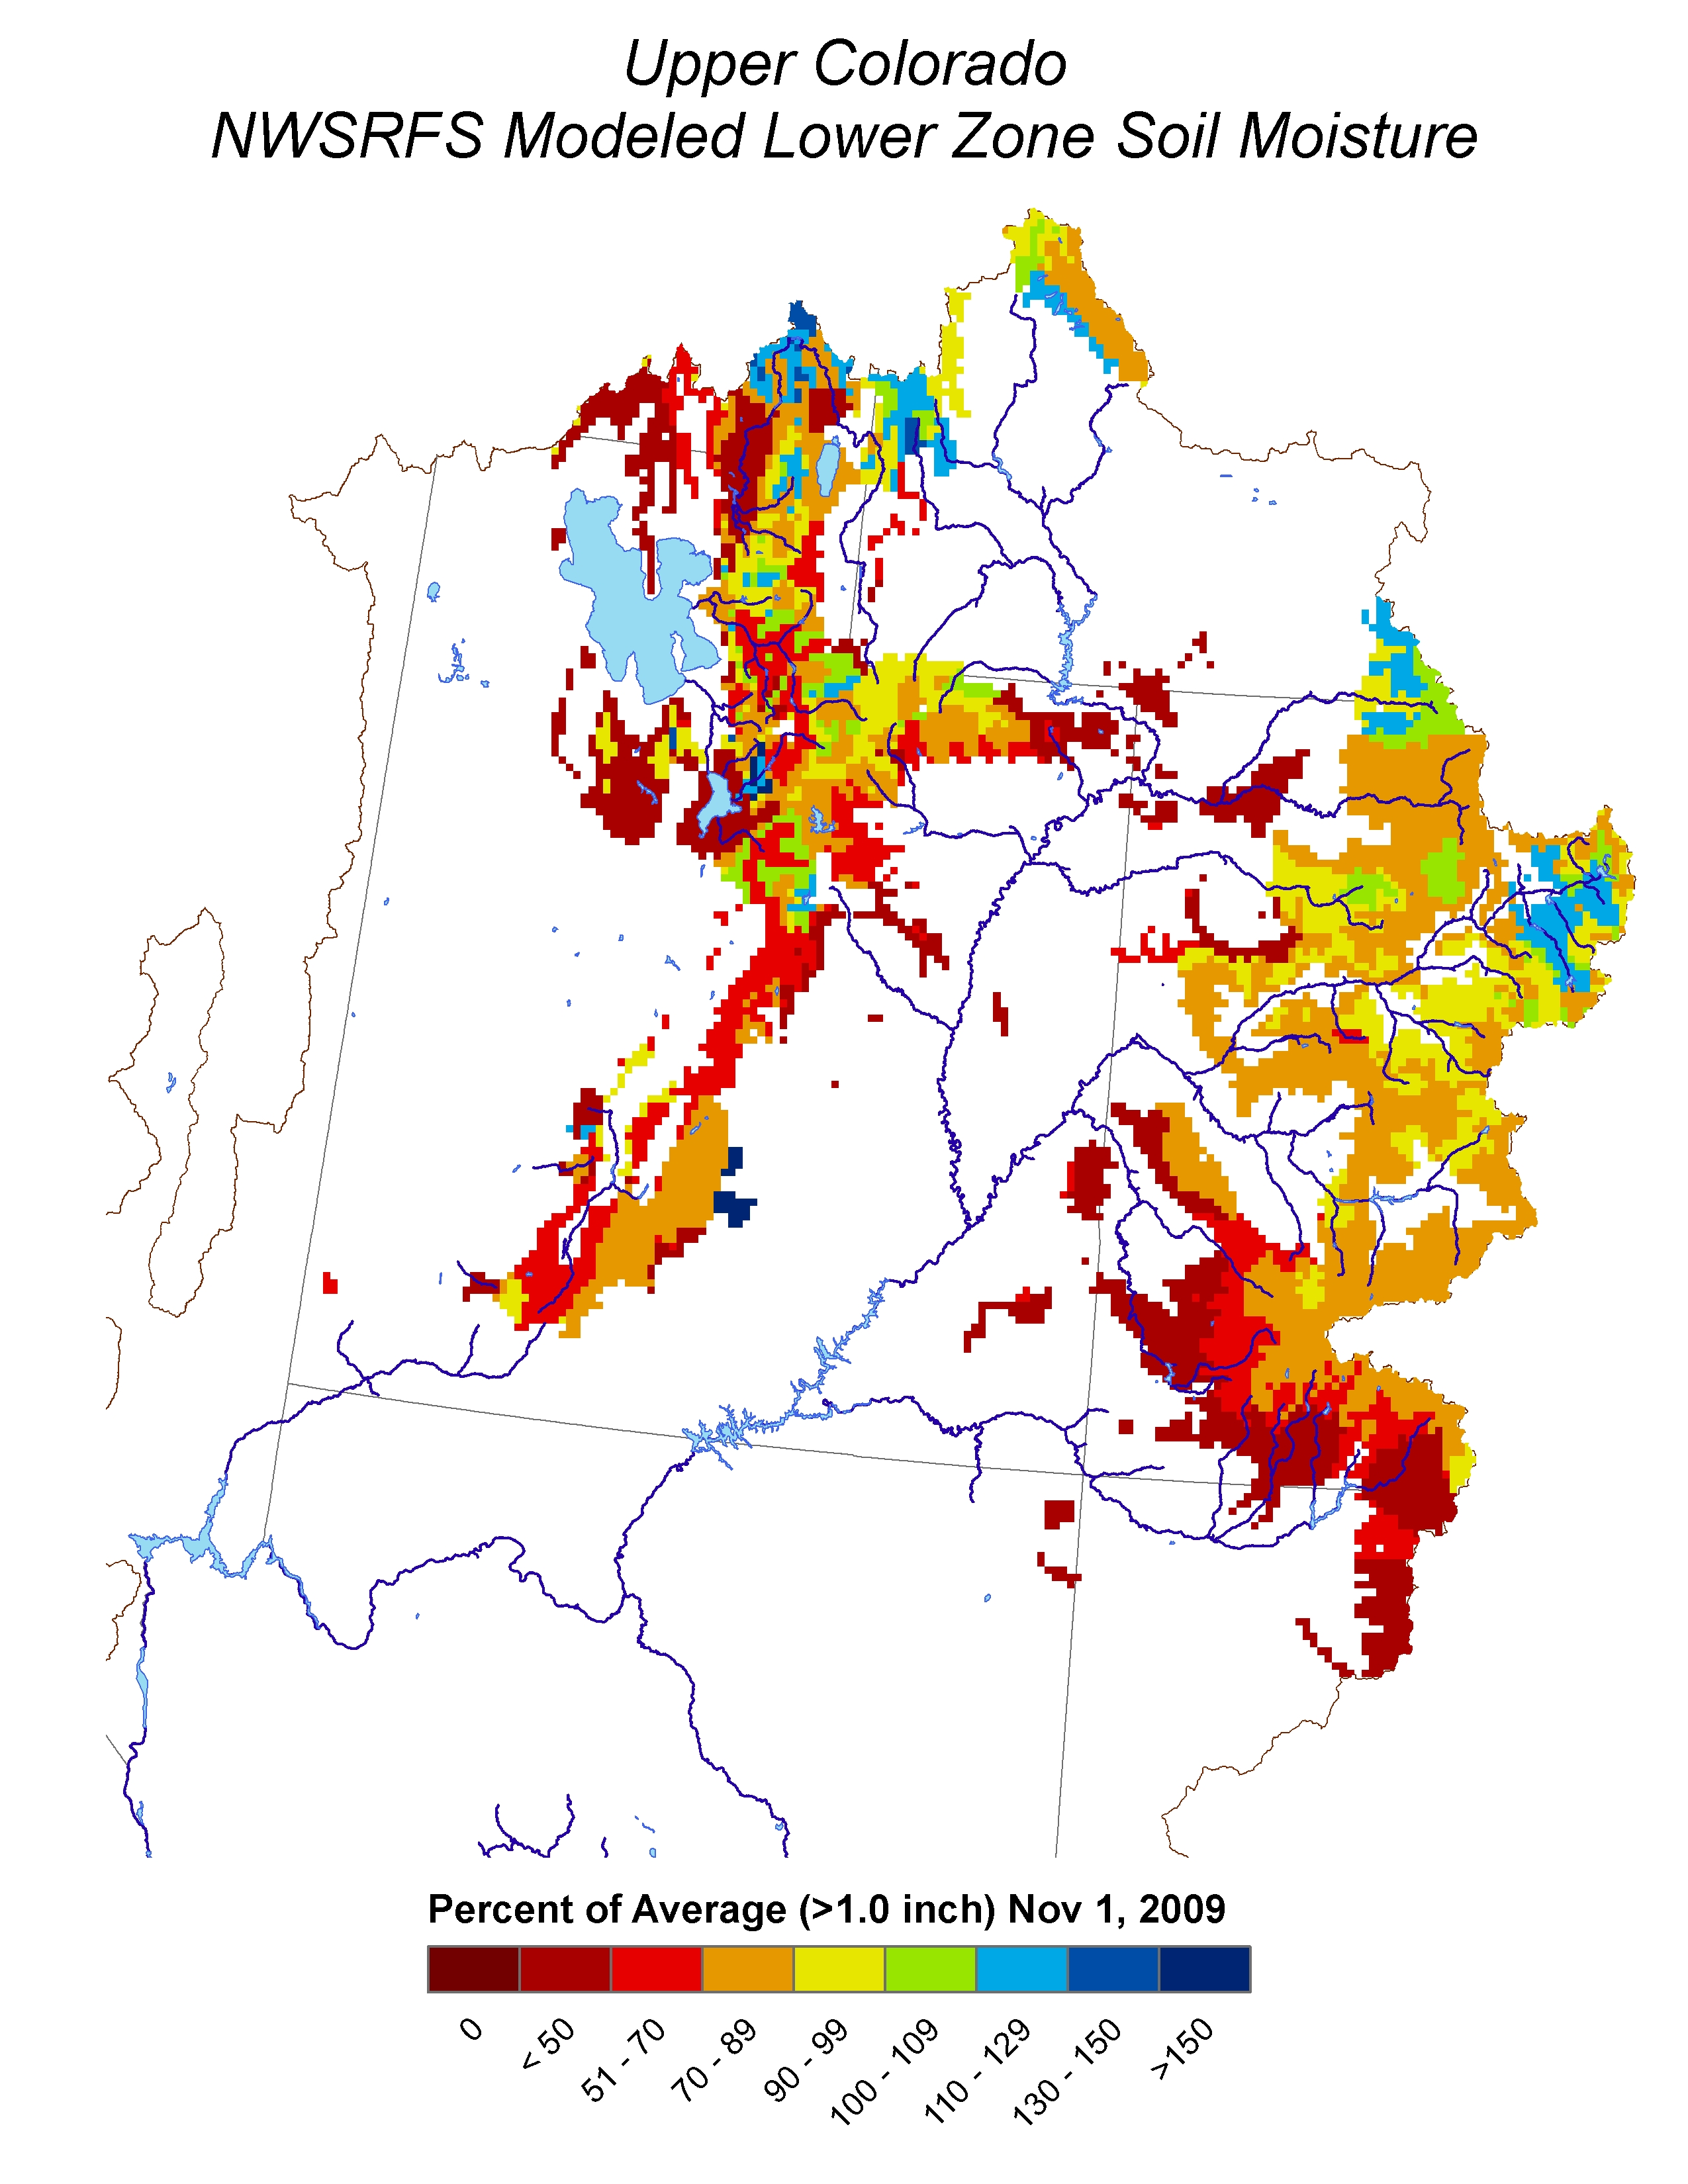 Upper Colorado
NWSRFS Modeled Lower Zone Soil Moisture
Percent of Average (>1.0 inch) Nov 1, 2009
0
< 50
51 - 70
70 - 89
90 - 99
100 - 109
110 - 129
130 - 150
>150